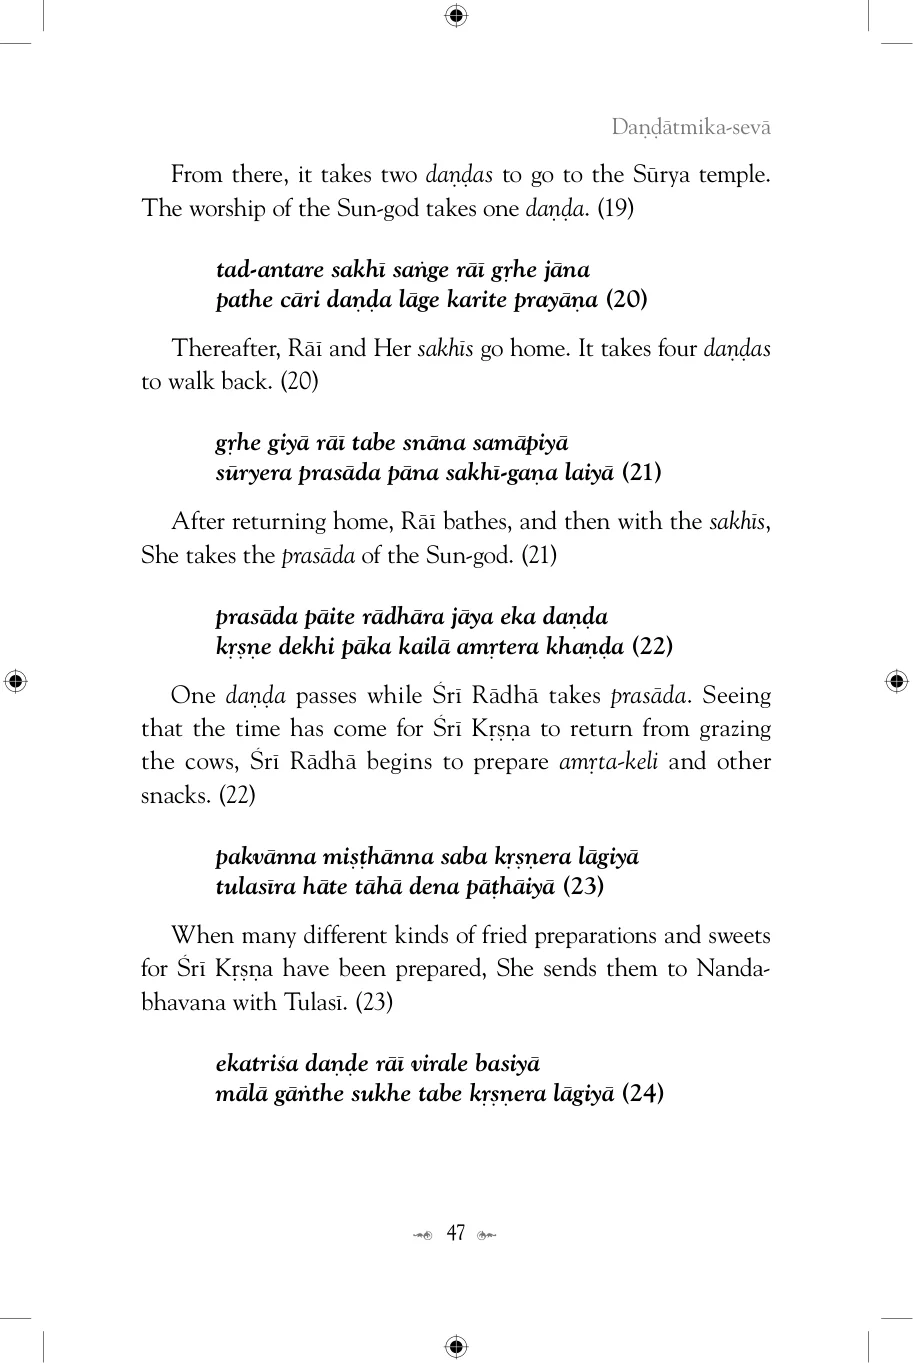 Daṇḍātmika-sevā
From there, it takes two daṇḍas to go to the Sūrya temple.
The worship of the Sun-god takes one daṇḍa. (19)
tad-antare sakhī saṅge rāī gṛhe jāna
pathe cāri daṇḍa lāge karite prayāṇa (20)
Thereafter, Rāī and Her sakhīs go home. It takes four daṇḍas
to walk back. (20)
gṛhe giyā rāī tabe snāna samāpiyā
sūryera prasāda pāna sakhī-gaṇa laiyā (21)
After returning home, Rāī bathes, and then with the sakhīs,
She takes the prasāda of the Sun-god. (21)
prasāda pāite rādhāra jāya eka daṇḍa
kṛṣṇe dekhi pāka kailā amṛtera khaṇḍa (22)
One daṇḍa passes while Śrī Rādhā takes prasāda. Seeing
that the time has come for Śrī Kṛṣṇa to return from grazing
the cows, Śrī Rādhā begins to prepare amṛta-keli and other
snacks. (22)
pakvānna miṣṭhānna saba kṛṣṇera lāgiyā
tulasīra hāte tāhā dena pāṭhāiyā (23)
When many different kinds of fried preparations and sweets
for Śrī Kṛṣṇa have been prepared, She sends them to Nanda-
bhavana with Tulasī. (23)
ekatriśa daṇḍe rāī virale basiyā
mālā gāṅthe sukhe tabe kṛṣṇera lāgiyā (24)
47